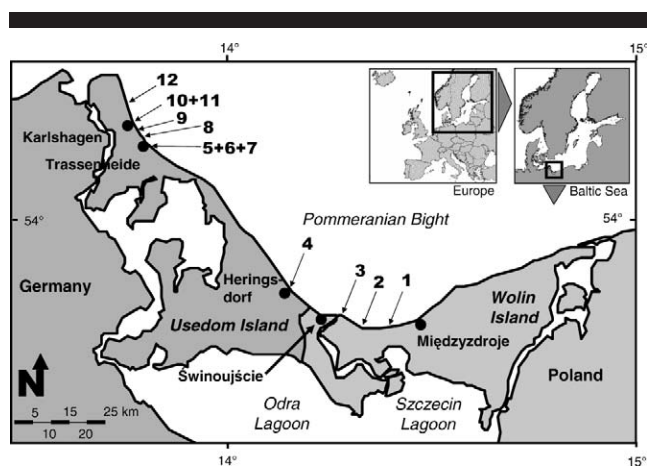 14°
15°
12
10+11
Karlshagen
9
8
Trassenheide
5+6+7
Europe
Baltic Sea
54°
54°
Pommeranian Bight
4
Germany
Herings-
dorf
3
2
1
Wolin
Island
Usedom Island
Międzyzdroje
N
Świnoujście
Poland
5 15 25 km
10 20
Odra
Lagoon
Szczecin
Lagoon
14°
15°